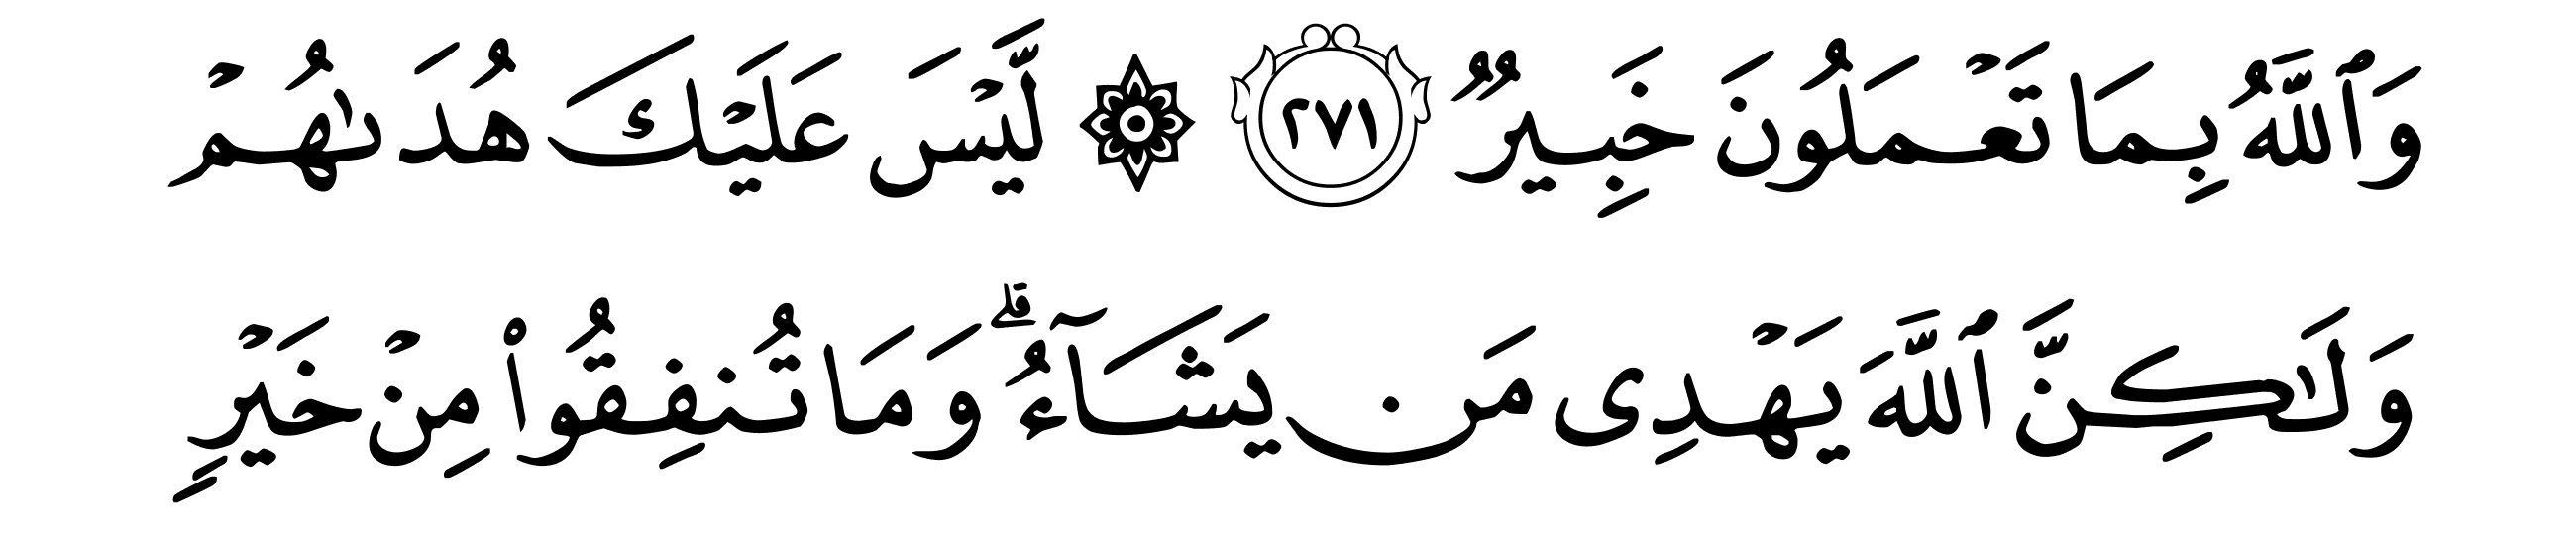 وَٱللَّهُ بِمَا تَعۡمَلُونَ خَبِيرٞ ٢٧١ ۞ لَّيۡسَ عَلَيۡكَ هُدَىٰهُمۡ
وَلَٰكِنَّ ٱللَّهَ يَهۡدِي مَن يَشَآءُۗ وَمَا تُنفِقُواْ مِنۡ خَيۡرٖ